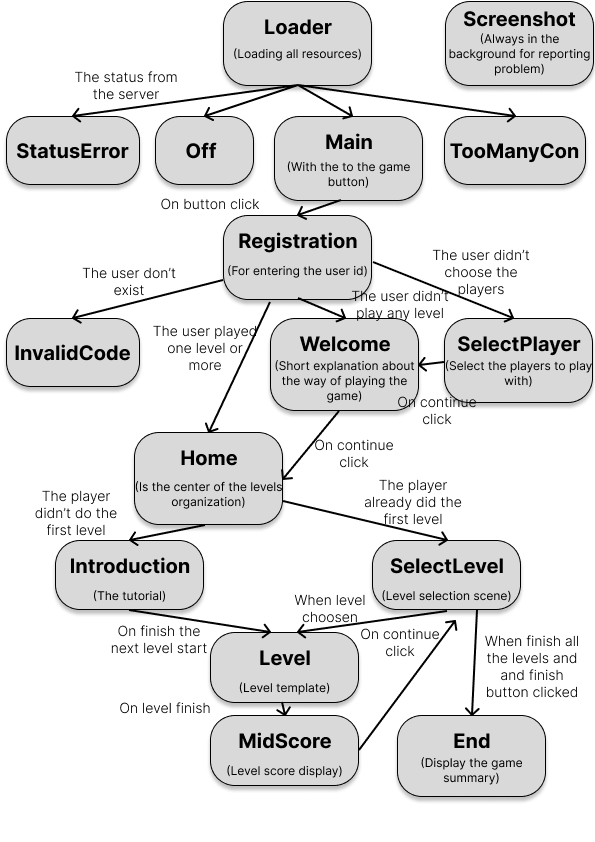 Loader
(Loading all resources)
Screenshot
(Always in the
background for reporting
problem)
The status from
the server
StatusError
Off
Main
(With the to the game
button)
TooManyCon
On button click
Registration
(For entering the user id)
The user didn't
choose the
players
The user don't
exist
The user didn't
play any level
The user played
one level or
more
InvalidCode
Welcome
(Short explanation about
the way of playing the
game)
SelectPlayer
(Select the players to play
with)
On continue
click
On continue
click
Home
(Is the center of the levels
organization)
The player
didn't do the
first level
The player
already did the
first level
Introduction
(The tutorial)
SelectLevel
(Level selection scene)
When level
choosen
On finish the
next level start
On continue
click
When finish all
the levels and
and finish
button clicked
Level
(Level template)
On level finish
MidScore
(Level score display)
End
(Display the game
summary)